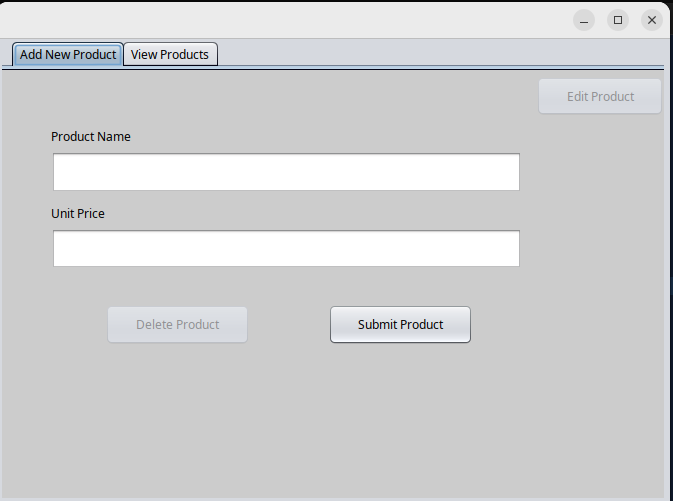 Add New Product
View Products
Edit Product
Product Name
Unit Price
Delete Product
Submit Product